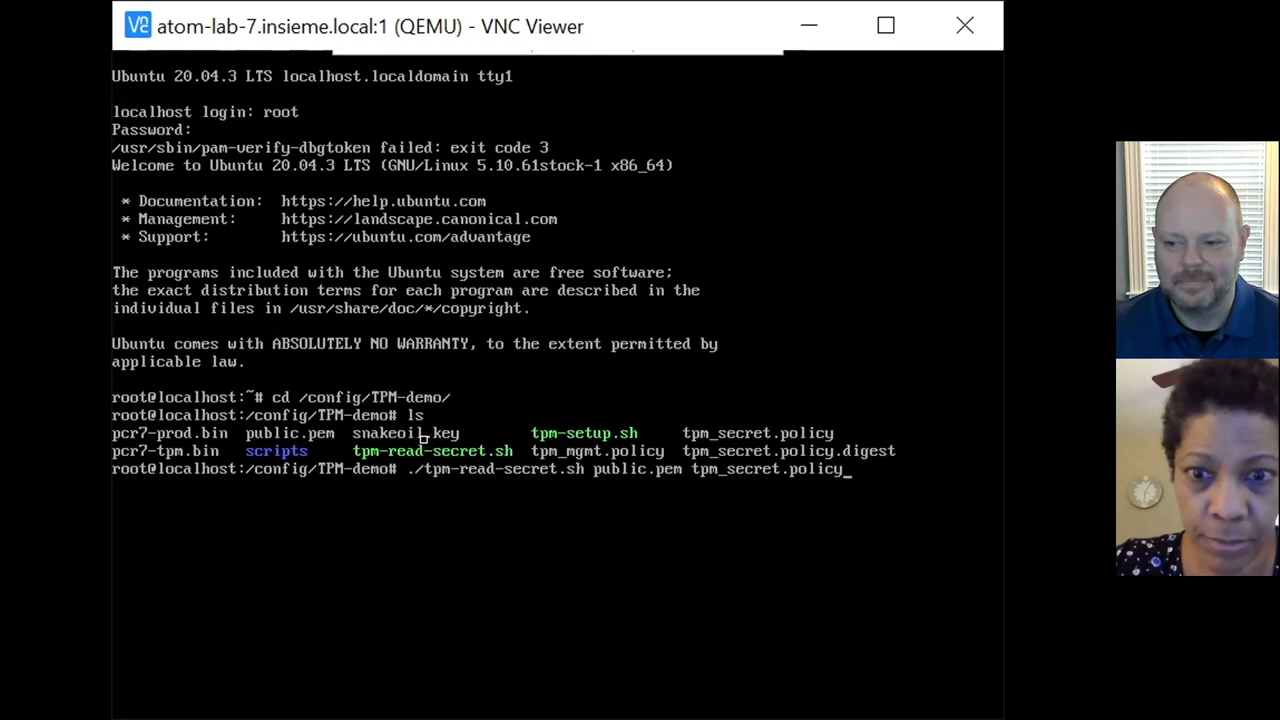 atom-lab-7.insieme.local:1 (QEMU) - VNC Viewer
Ubuntu 20.04.3 LTS localhost.localdomain tty1
localhost login: root
Password:
/usr/sbin/pam-verify-dbgtoken failed: exit code 3
Welcome to Ubuntu 20.04.3 LTS (GNU/Linux 5.10.61stock-1 x86_64)
* Documentation:  https://help.ubuntu.com
* Management:     https://landscape.canonical.com
* Support:        https://ubuntu.com/advantage
The programs included with the Ubuntu system are free software;
the exact distribution terms for each program are described in the
individual files in /usr/share/doc/*/copyright.
Ubuntu comes with ABSOLUTELY NO WARRANTY, to the extent permitted by
applicable law.
root@localhost:~# cd /config/TPM-demo/
root@localhost:/config/TPM-demo# ls
pcr7-prod.bin  public.pem  snakeoil.key        tpm-setup.sh     tpm_secret.policy
pcr7-tpm.bin   scripts     tpm-read-secret.sh  tpm_mgmt.policy  tpm_secret.policy.digest
root@localhost:/config/TPM-demo# ./tpm-read-secret.sh public.pem tpm_secret.policy_